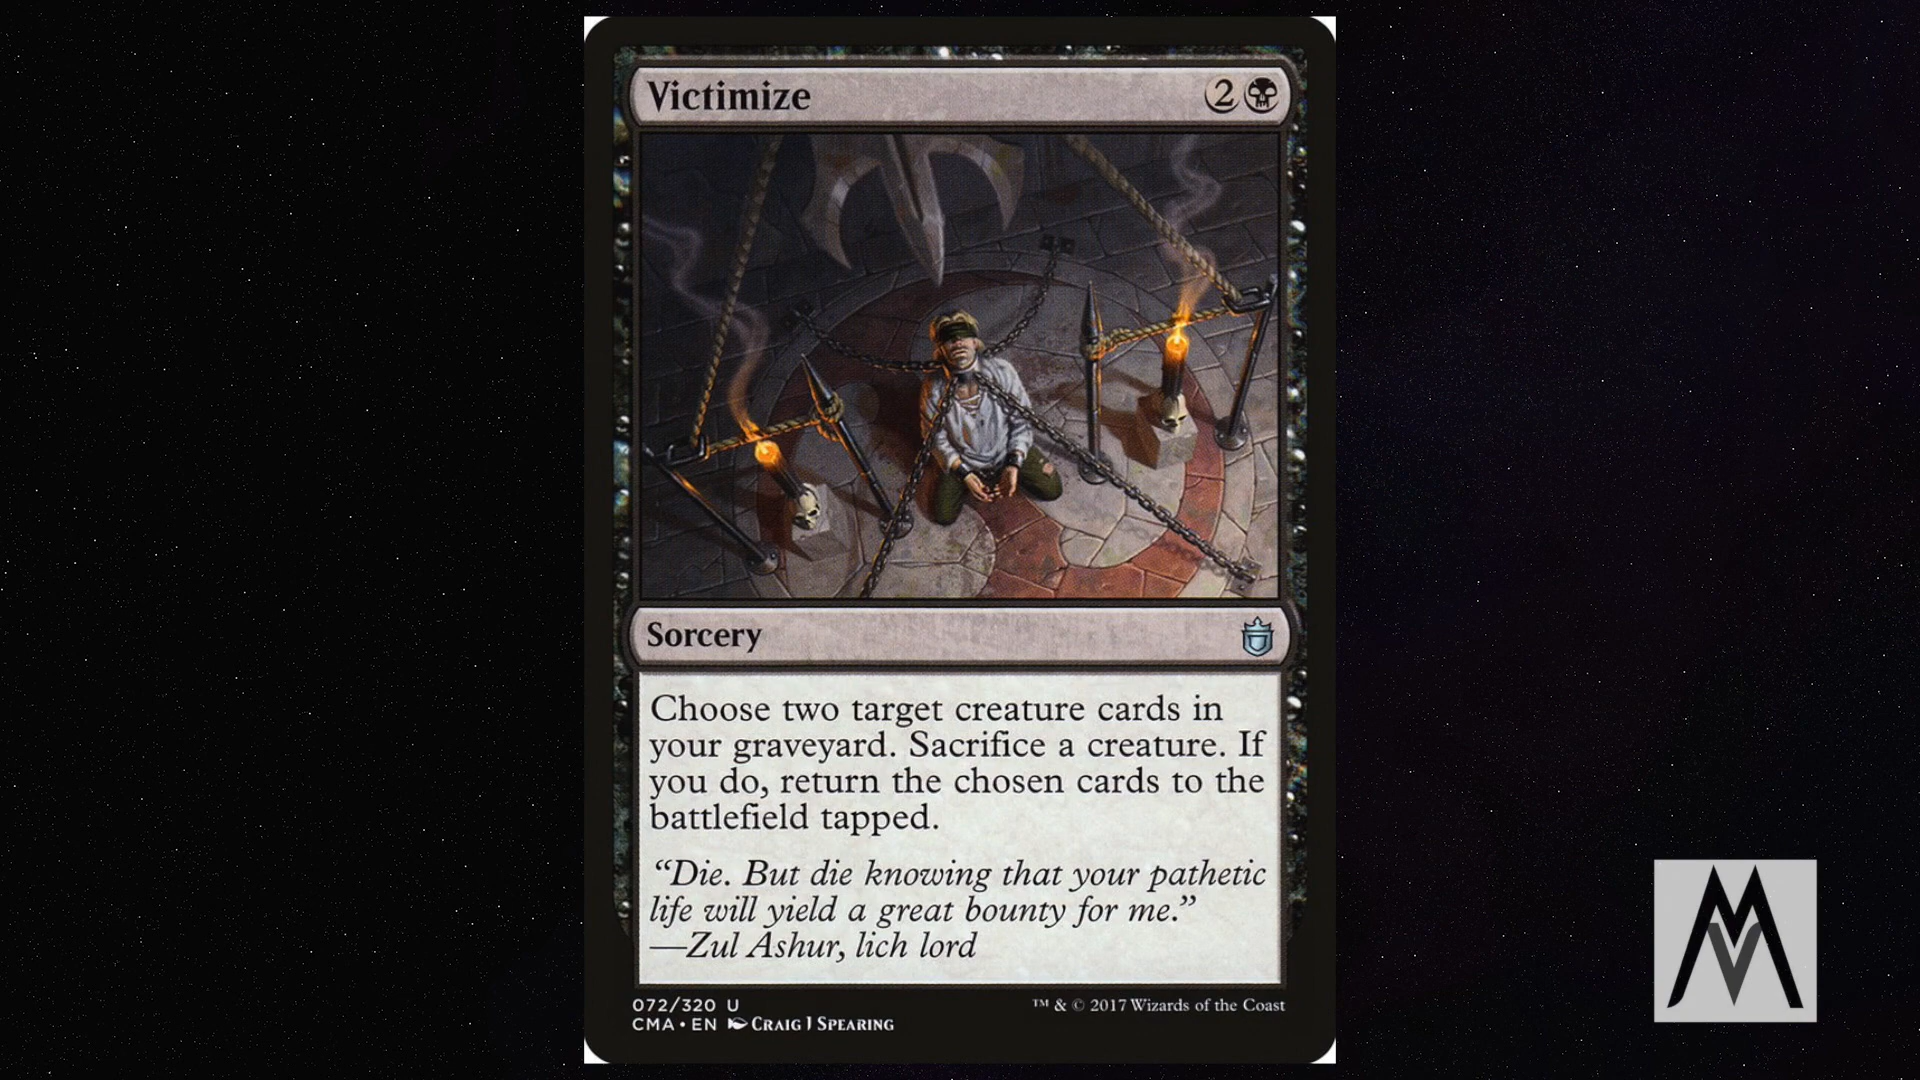 Victimize 2
Sorcery
Choose two target creature cards in
your graveyard. Sacrifice a creature. If
you do, return the chosen cards to the
battlefield tapped.
“Die. But die knowing that your pathetic
life will yield a great bounty for me.”
—Zul Ashur, lich lord
072/320 U
™ & © 2017 Wizards of the Coast
CMA • EN Craig J Spearing
MV